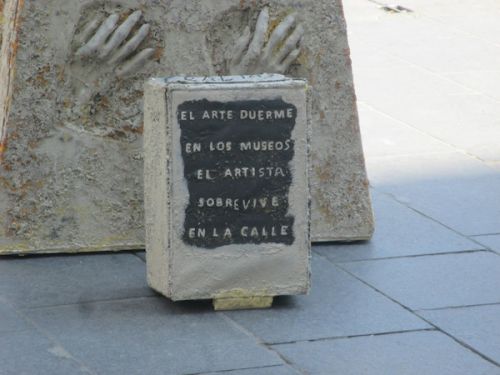 EL ARTE DUERME
EN LOS MUSEOS
EL ARTISTA
SOBREVIVE
EN LA CALLE